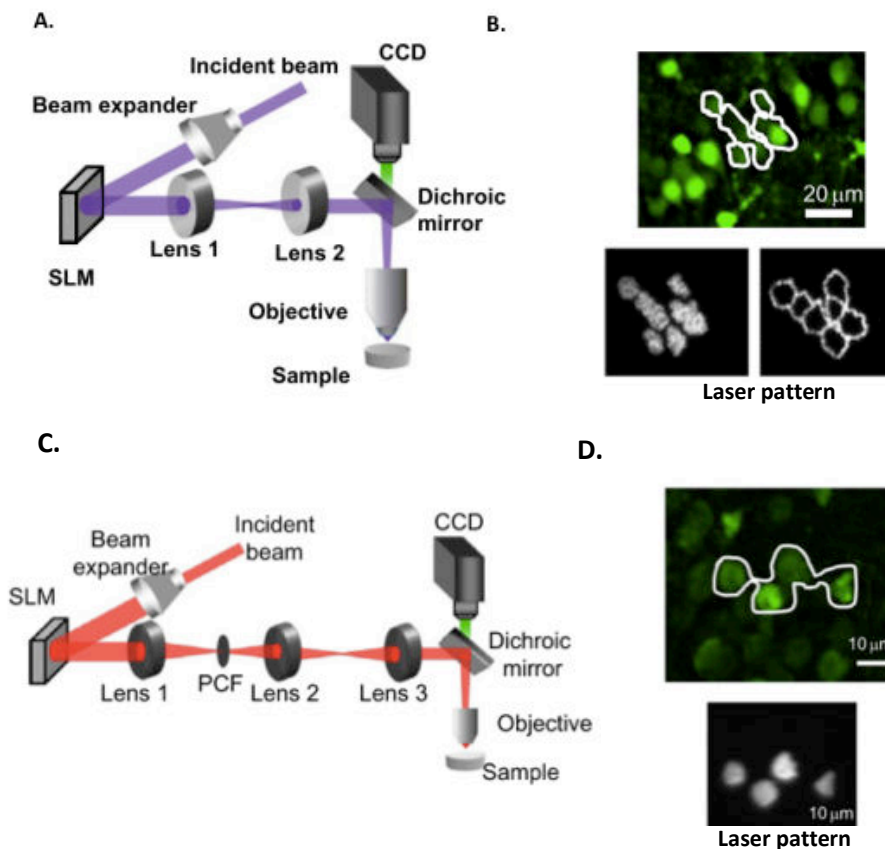 A.
CCD
Incident beam
Beam expander
Dichroic
mirror
Lens 1
Lens 2
SLM
Objective
Sample
B.
20 µm
Laser pattern
C.
CCD
Incident
beam
Beam
expander
SLM
Dichroic
mirror
Lens 1
PCF
Lens 2
Lens 3
Objective
Sample
D.
10 µm
10 µm
Laser pattern